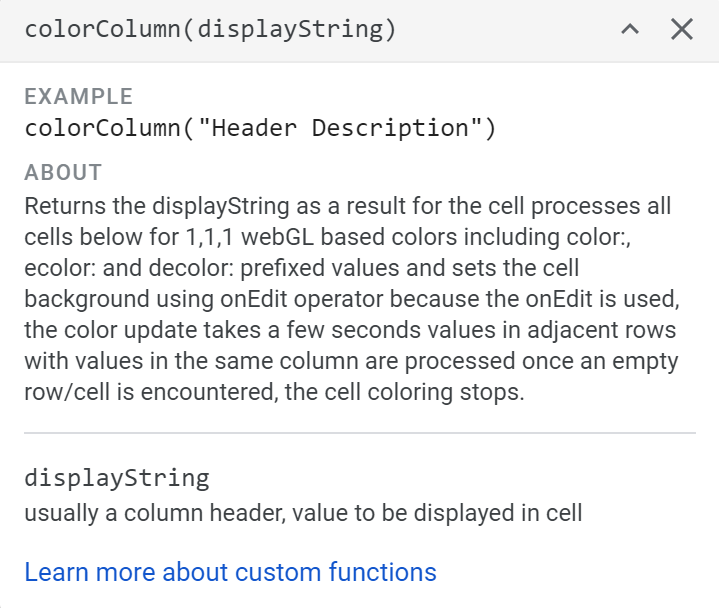 colorColumn(displayString)
EXAMPLE
colorColumn("Header Description")
ABOUT
Returns the displayString as a result for the cell processes all
cells below for 1,1,1 webGL based colors including color:,
ecolor: and decolor: prefixed values and sets the cell
background using onEdit operator because the onEdit is used,
the color update takes a few seconds values in adjacent rows
with values in the same column are processed once an empty
row/cell is encountered, the cell coloring stops.
displayString
usually a column header, value to be displayed in cell
Learn more about custom functions